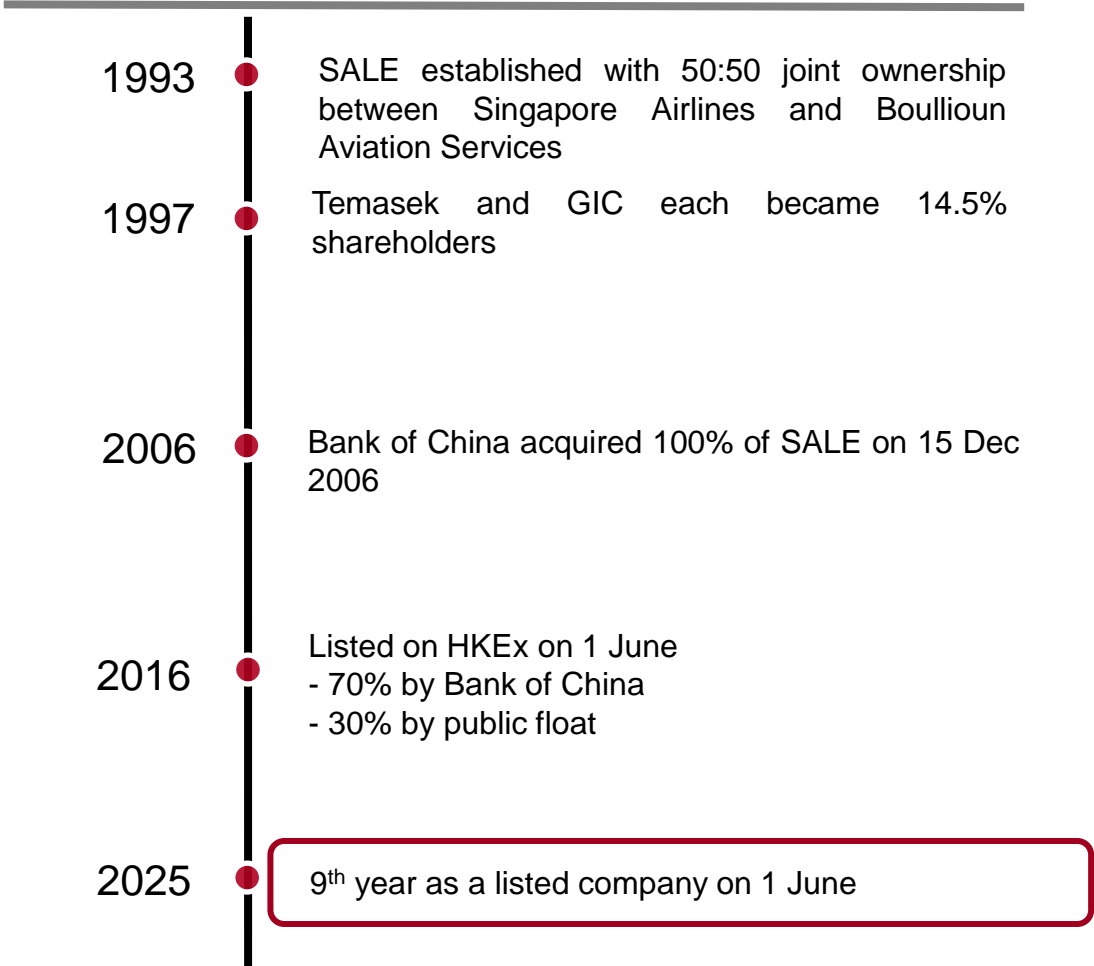 1993
SALE established with 50:50 joint ownership
between Singapore Airlines and Boullioun
Aviation Services
1997
Temasek and GIC each became 14.5%
shareholders
2006
Bank of China acquired 100% of SALE on 15 Dec
2006
2016
Listed on HKEx on 1 June
- 70% by Bank of China
- 30% by public float
2025
9th year as a listed company on 1 June